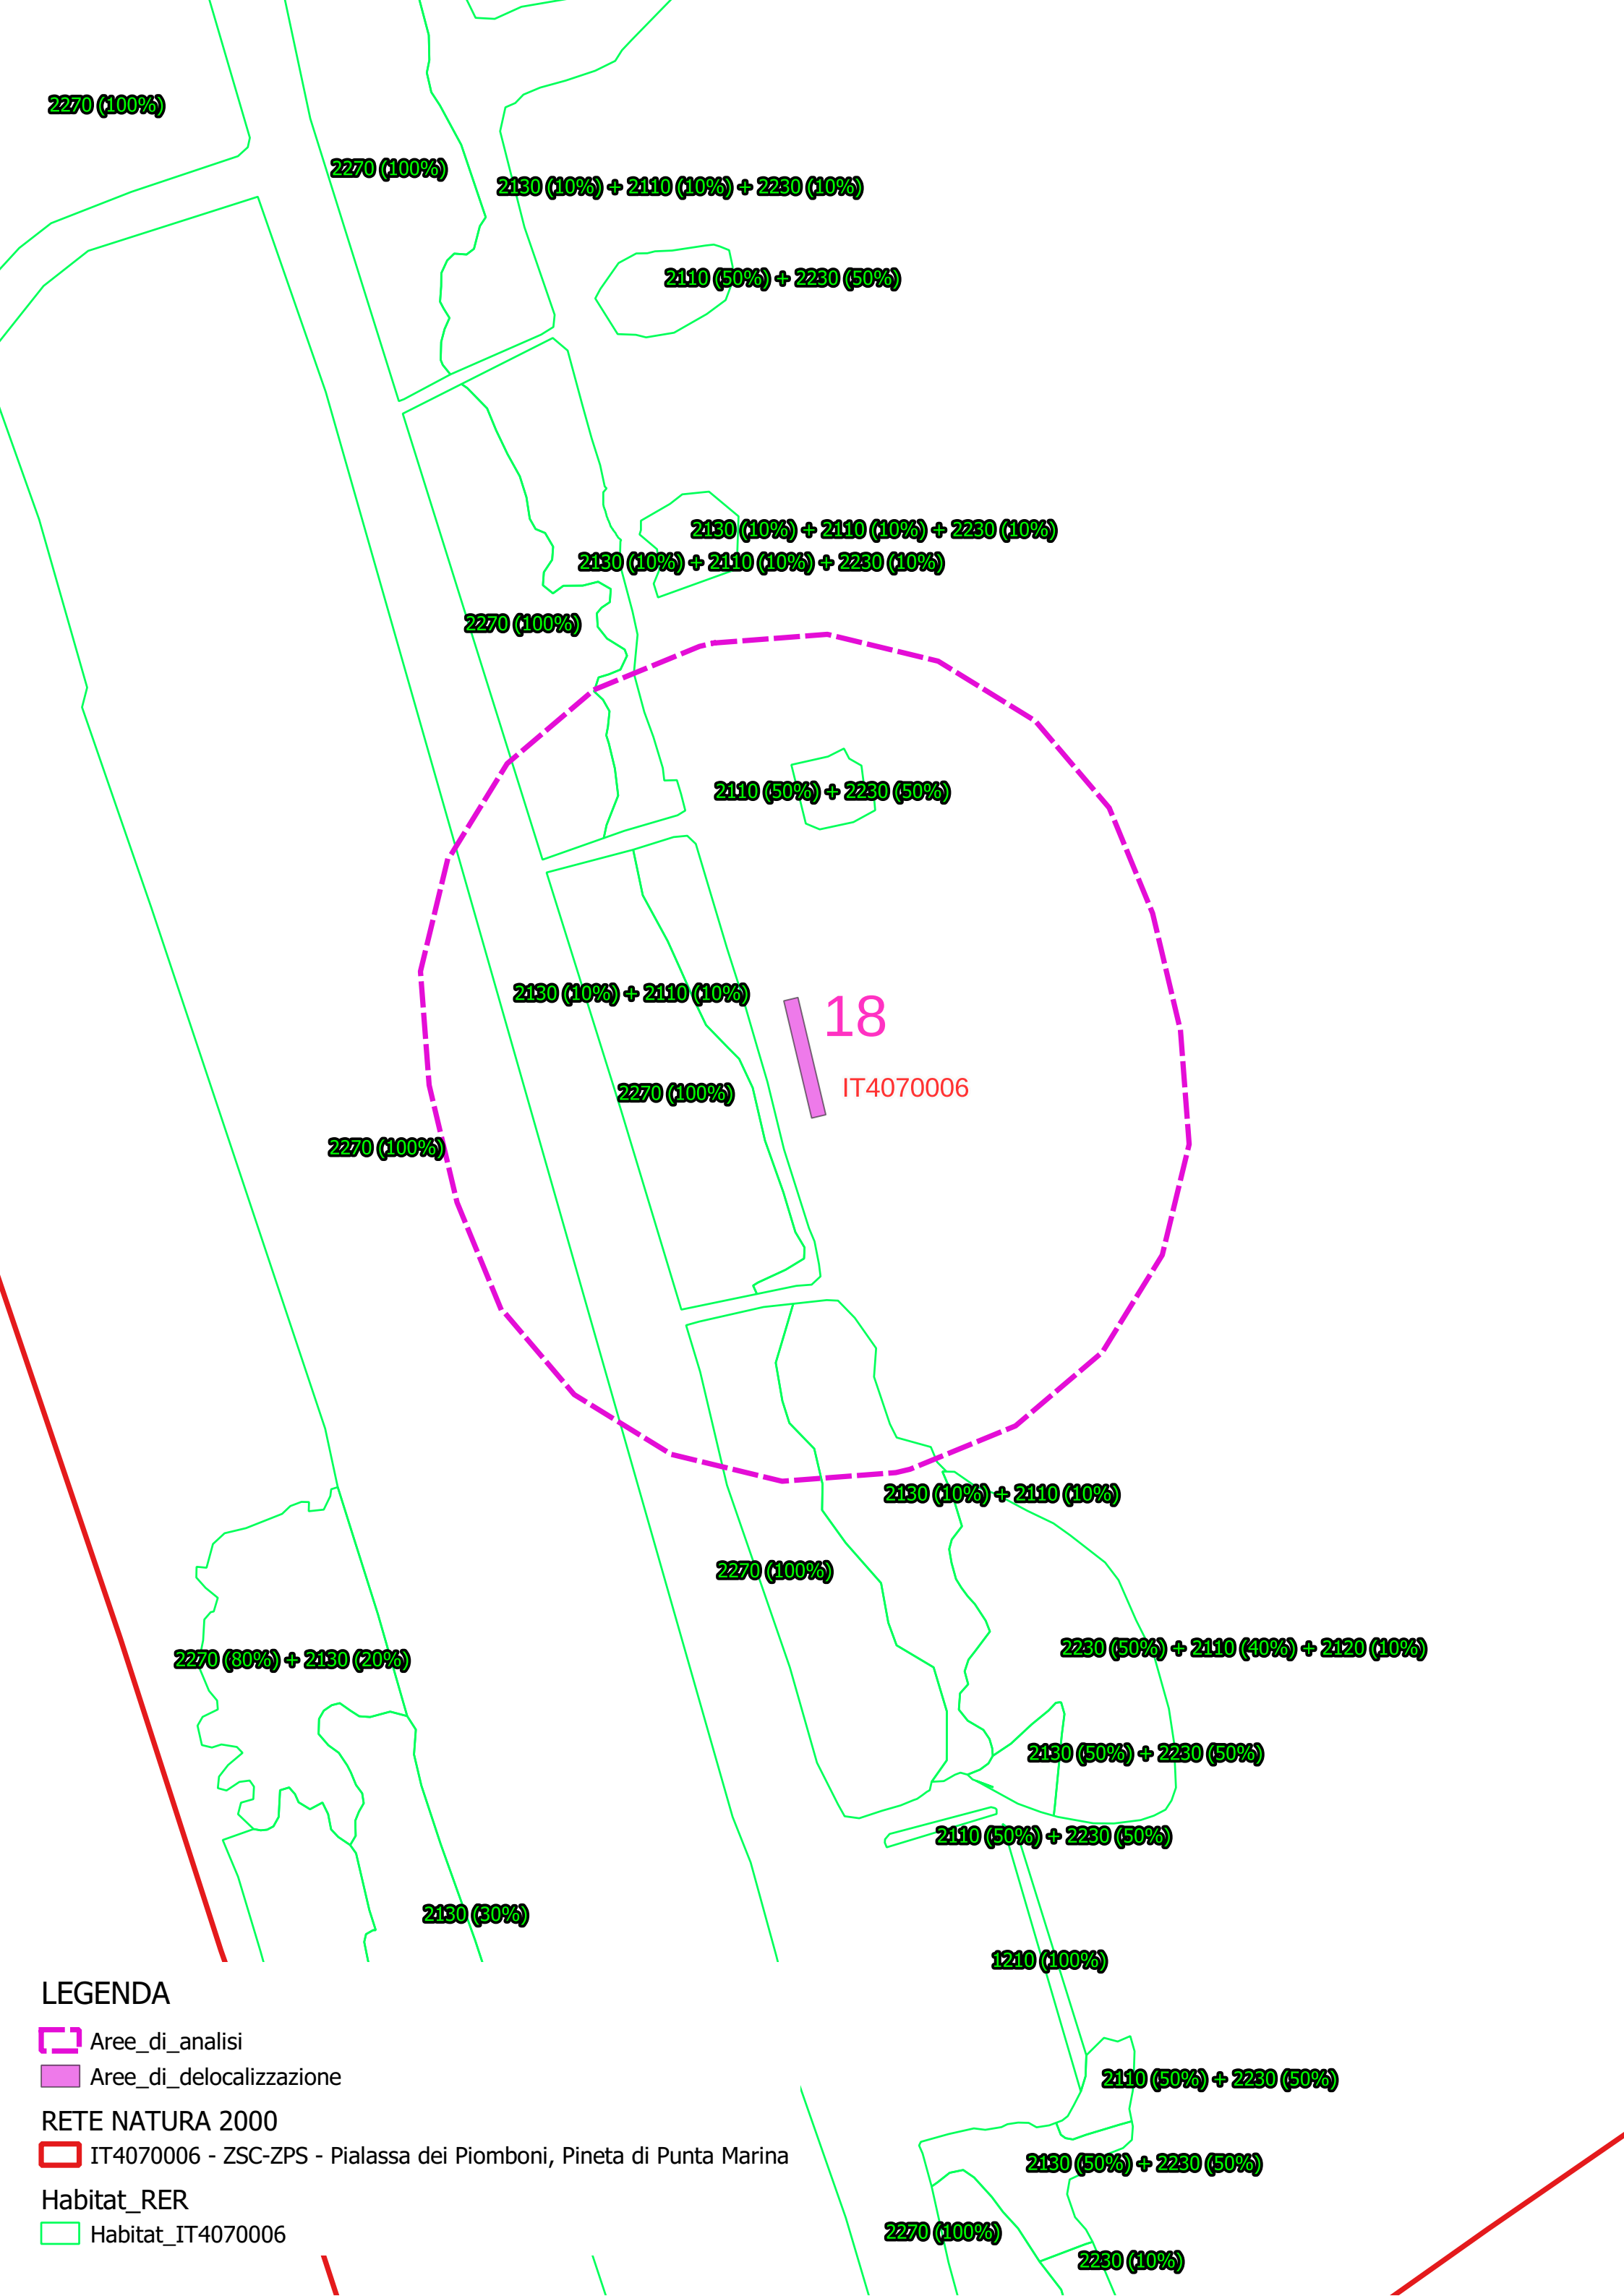 2270 (100%)
2270 (100%)
2130 (10%) + 2110 (10%) + 2230 (10%)
2110 (50%) + 2230 (50%)
2130 (10%) + 2110 (10%) + 2230 (10%)
2130 (10%) + 2110 (10%) + 2230 (10%)
2270 (100%)
2110 (50%) + 2230 (50%)
2130 (10%) + 2110 (10%)
18
IT4070006
2270 (100%)
2270 (100%)
2130 (10%) + 2110 (10%)
2270 (100%)
2230 (50%) + 2110 (40%) + 2120 (10%)
2270 (80%) + 2130 (20%)
2130 (50%) + 2230 (50%)
2110 (50%) + 2230 (50%)
2130 (30%)
1210 (100%)
2110 (50%) + 2230 (50%)
2130 (50%) + 2230 (50%)
2270 (100%)
2230 (10%)
LEGENDA
Aree_di_analisi
Aree_di_delocalizzazione
RETE NATURA 2000
IT4070006 - ZSC-ZPS - Pialassa dei Piomboni, Pineta di Punta Marina
Habitat_RER
Habitat_IT4070006